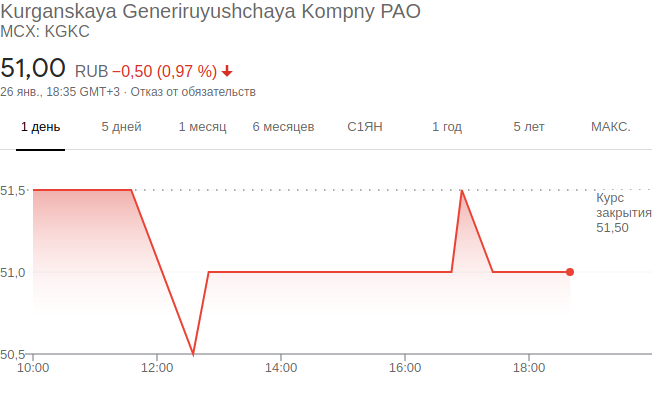 Kurganskaya Generiruyushchaya Kompny PAO
MCX: KGKC
51,00 RUB −0,50 (0,97 %)
26 янв., 18:35 GMT+3 · Отказ от обязательств
1 день 5 дней 1 месяц 6 месяцев С1ЯН 1 год 5 лет МАКС.
51,5
Курс
закрытия
51,50
51,0
50,5
10:00 12:00 14:00 16:00 18:00